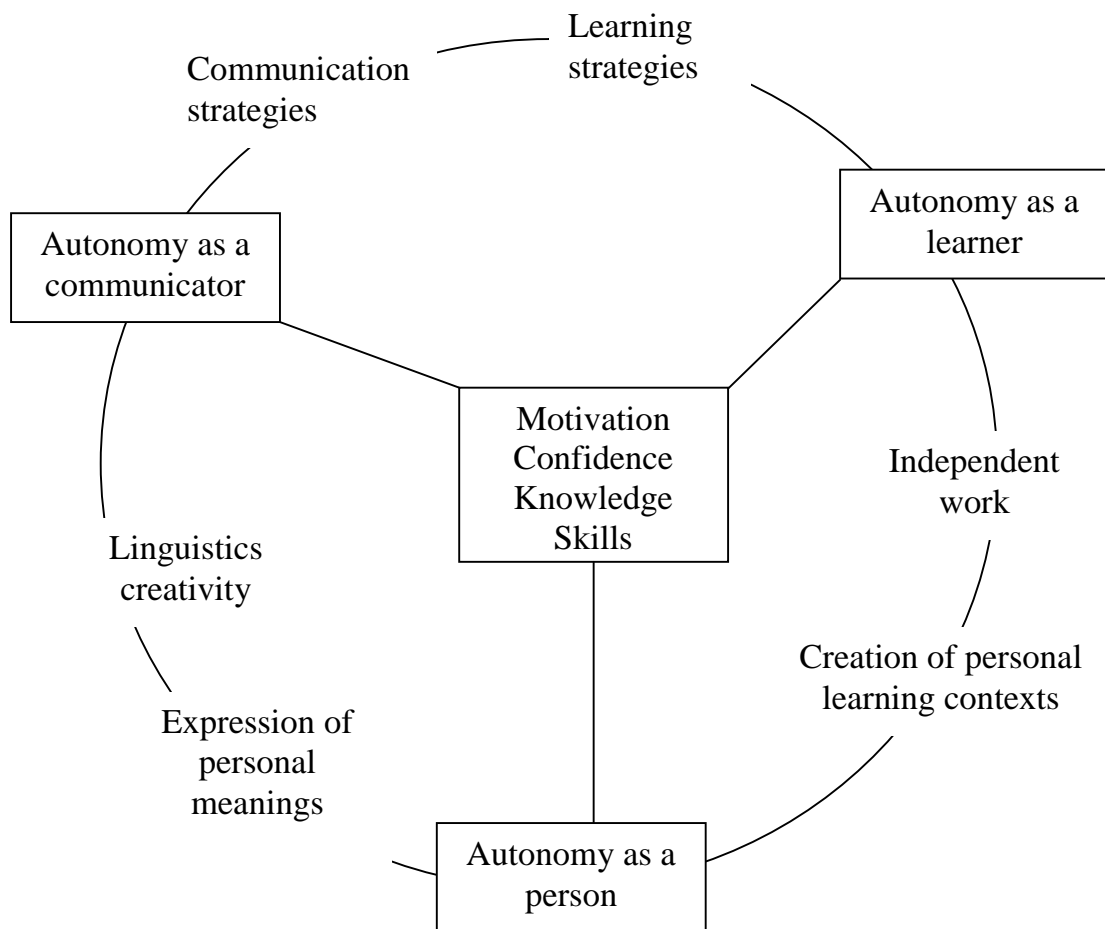 Learning
strategies
Communication
strategies
Autonomy as a
learner
Autonomy as a
communicator
Motivation
Confidence
Knowledge
Skills
Independent
work
Linguistics
creativity
Creation of personal
learning contexts
Expression of
personal
meanings
Autonomy as a
person